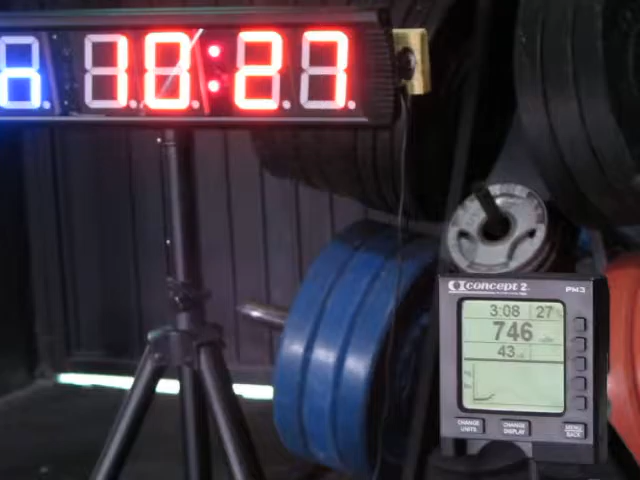 n 10:27
concept 2 PM3
3:08 27
746
43
CHANGE UNITS CHANGE DISPLAY MENU BACK